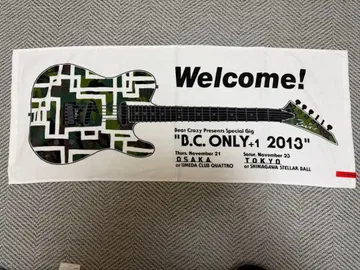 Welcome!
Beer Crazy Presents Special Gig
"B.C. ONLY+1 2013"
Thurs. November 21
OSAKA
at UMEDA CLUB QUATTRO
Satur. November 23
TOKYO
at SHINAGAWA STELLAR BALL